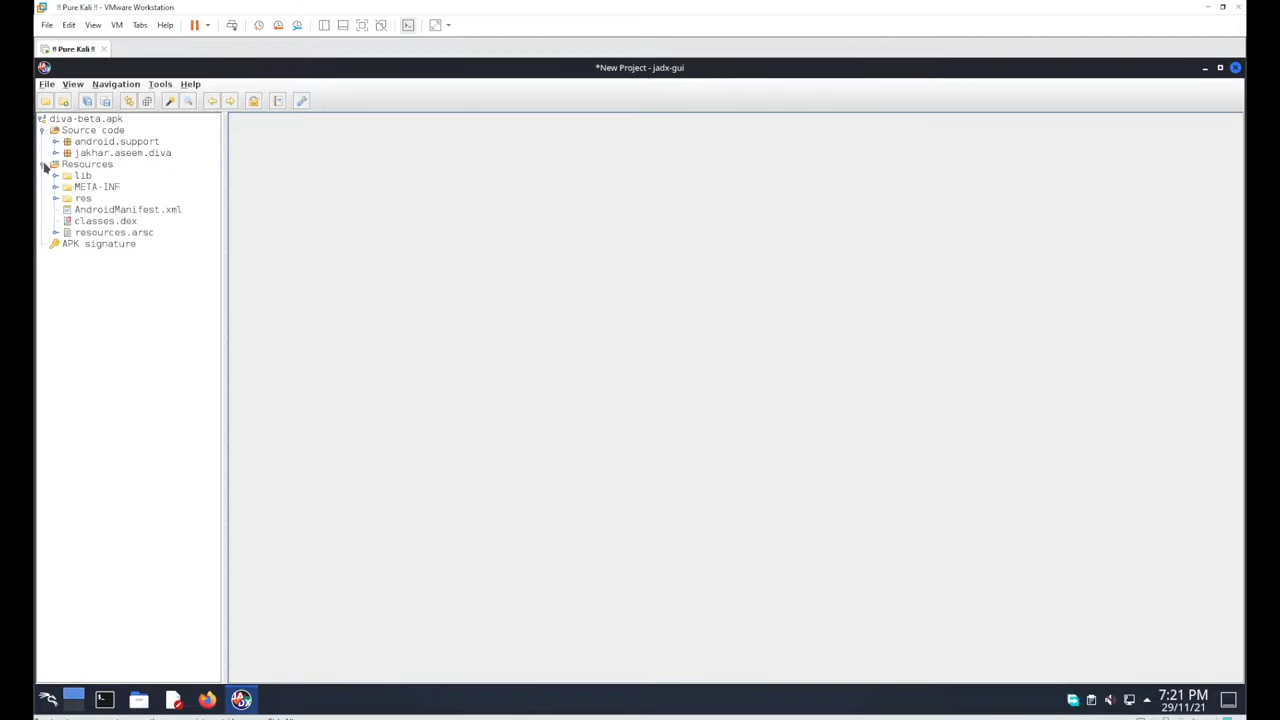 !! Pure Kali !! - VMware Workstation
File Edit View VM Tabs Help
!! Pure Kali !!
*New Project - jadx-gui
File View Navigation Tools Help
diva-beta.apk
Source code
android.support
jakhar.aseem.diva
Resources
lib
META-INF
res
AndroidManifest.xml
classes.dex
resources.arsc
APK signature
7:21 PM
29/11/21